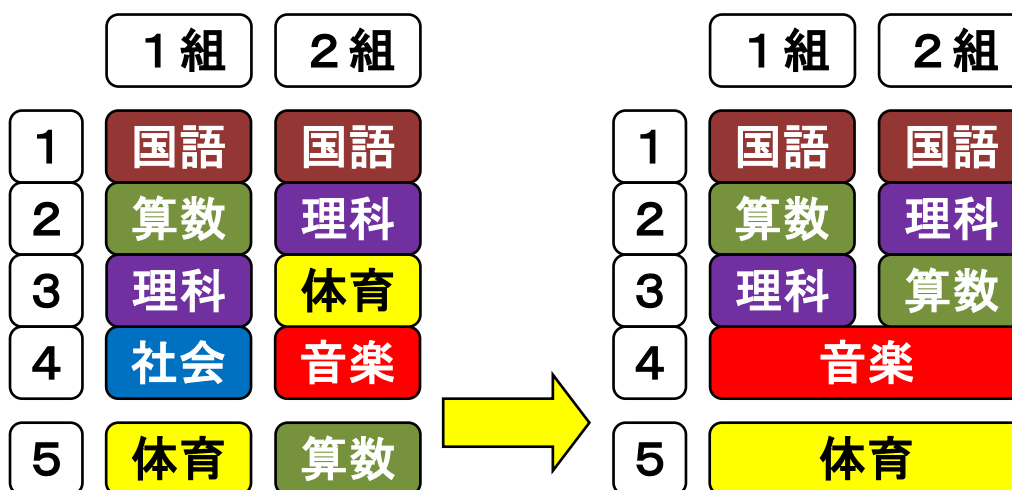 １組 ２組 １組 ２組
１ 国語 国語 １ 国語 国語
２ 算数 理科 ２ 算数 理科
３ 理科 体育 ３ 理科 算数
４ 社会 音楽 ４ 音楽
５ 体育 算数 ５ 体育